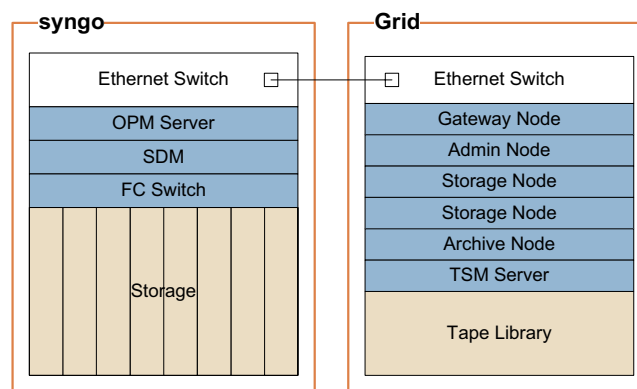 syngo
Ethernet Switch
OPM Server
SDM
FC Switch
Storage
Grid
Ethernet Switch
Gateway Node
Admin Node
Storage Node
Storage Node
Archive Node
TSM Server
Tape Library